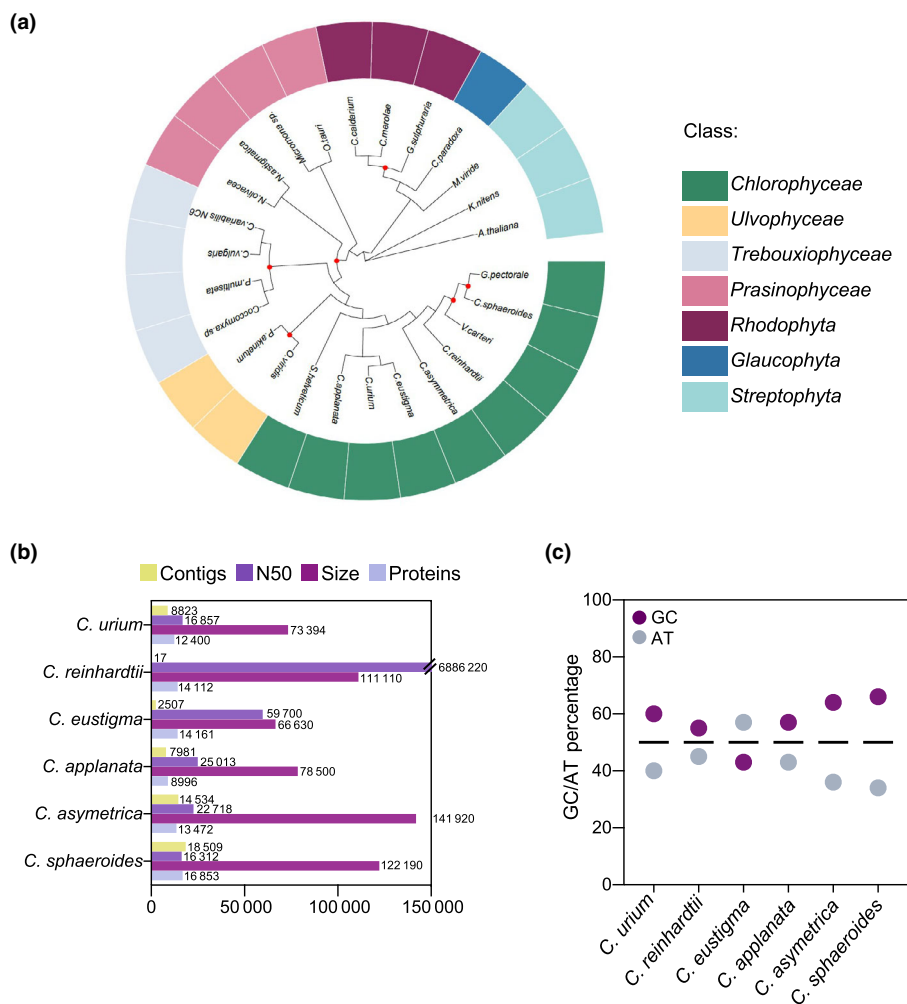 (a)
C.caldarium
C.merolae
G.sulphuraria
C.paradoxa
M.viride
K.nitens
A.thaliana
G.pectorale
C.sphaeroides
V.carteri
C.reinhardtii
C.asymmetrica
C.eustigma
C.urium
C.applanata
S.helveticum
O.viridis
P.akinetum
Coccomyxa sp
P.multiseta
C.vulgaris
C.variabilis NC6
N.olivacea
N.astigmatica
Micromona sp.
O.tauri
Class:
Chlorophyceae
Ulvophyceae
Trebouxiophyceae
Prasinophyceae
Rhodophyta
Glaucophyta
Streptophyta
(b)
Contigs N50 Size Proteins
C. urium
8823
16 857
73 394
12 400
C. reinhardtii
17
6886 220
111 110
14 112
C. eustigma
2507
59 700
66 630
14 161
C. applanata
7981
25 013
78 500
8996
C. asymetrica
14 534
22 718
141 920
13 472
C. sphaeroides
18 509
16 312
122 190
16 853
0 50 000 100 000 150 000
(c)
GC/AT percentage
100
80
60
40
20
0
GC
AT
C. urium
C. reinhardtii
C. eustigma
C. applanata
C. asymetrica
C. sphaeroides